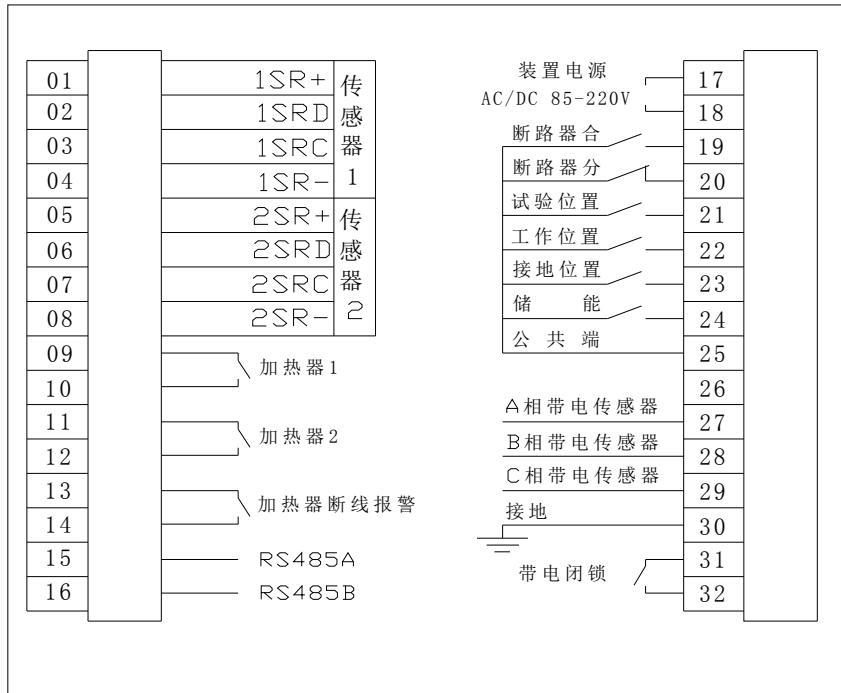 01 1SR+
02 1SRD
03 1SRC
04 1SR-
传感器1
05 2SR+
06 2SRD
07 2SRC
08 2SR-
传感器2
09
10
加热器1
11
12
加热器2
13
14
加热器断线报警
15 RS485A
16 RS485B
装置电源
AC/DC 85-220V
17
18
断路器合 19
断路器分 20
试验位置 21
工作位置 22
接地位置 23
储能 24
公共端 25
26
A相带电传感器 27
B相带电传感器 28
C相带电传感器 29
接地 30
带电闭锁
31
32